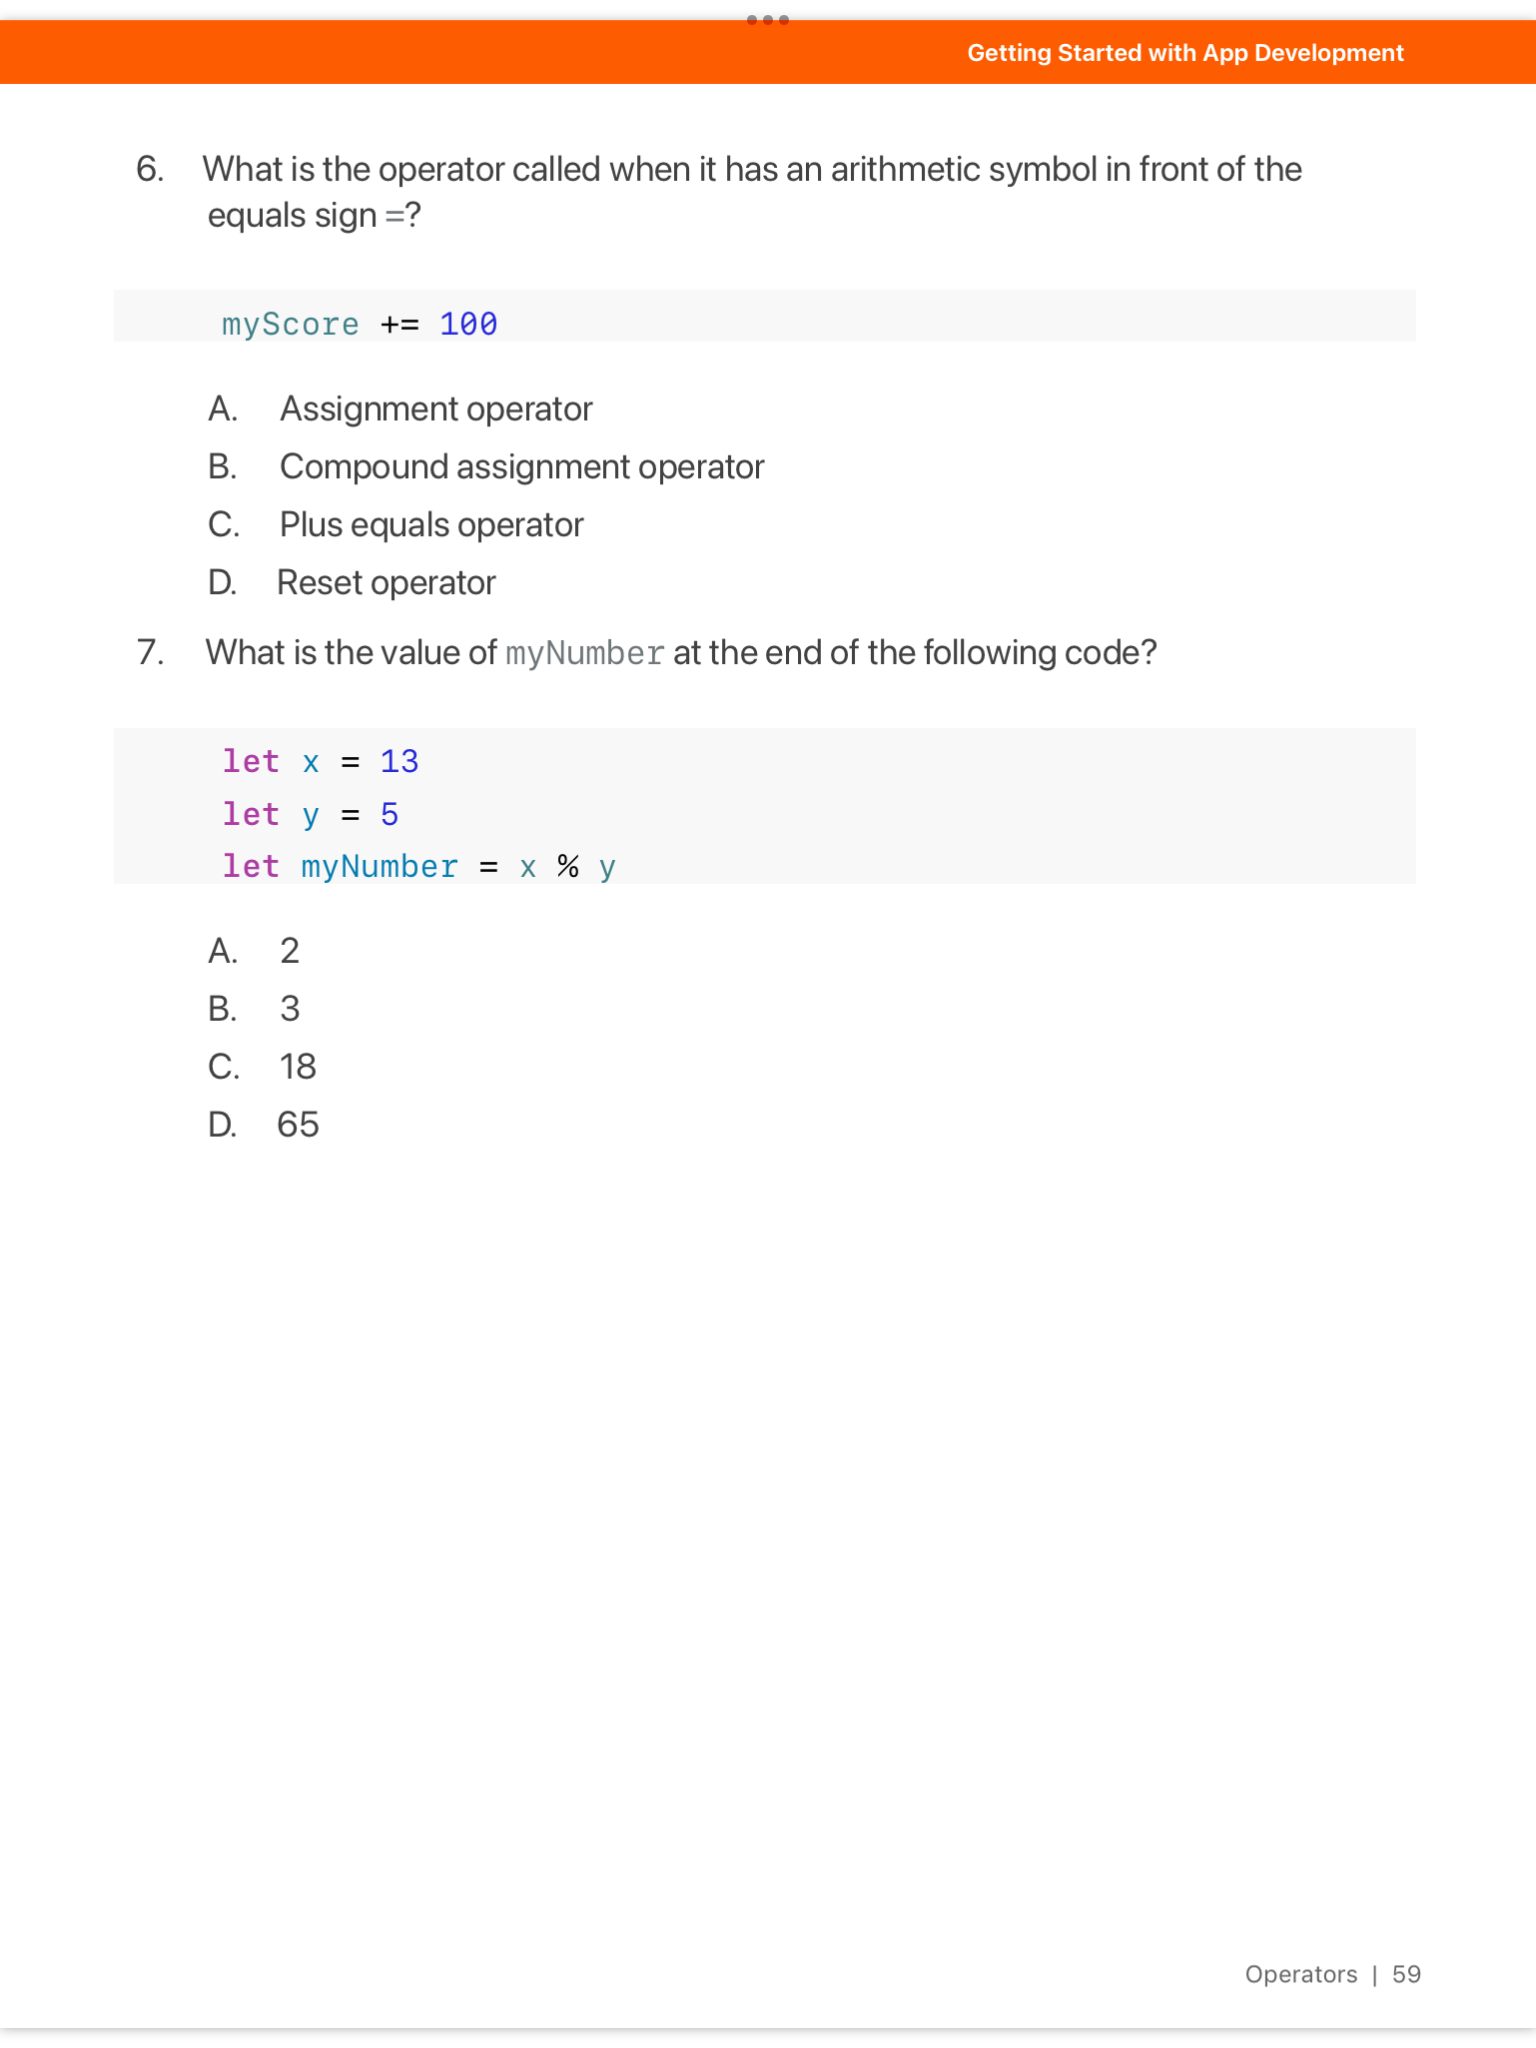 Getting Started with App Development
6. What is the operator called when it has an arithmetic symbol in front of the
equals sign =?
myScore += 100
A. Assignment operator
B. Compound assignment operator
C. Plus equals operator
D. Reset operator
7. What is the value of myNumber at the end of the following code?
let x = 13
let y = 5
let myNumber = x % y
A. 2
B. 3
C. 18
D. 65
Operators | 59